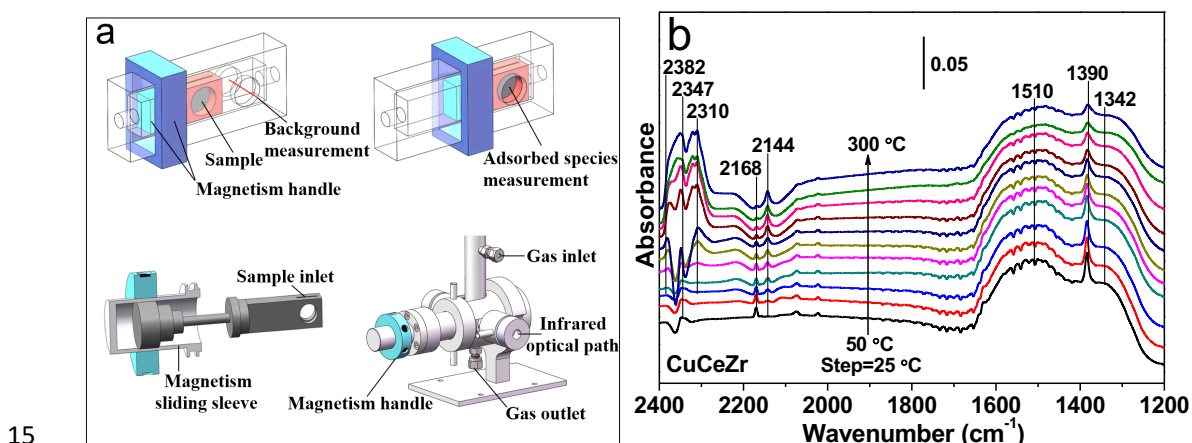 a
Background
measurement
Sample
Magnetism handle
Adsorbed species
measurement
Sample inlet
Magnetism
sliding sleeve
Gas inlet
Infrared
optical path
Magnetism handle
Gas outlet
b
2382
2347
2310
2168
2144
0.05
300 °C
1510
1390
1342
50 °C
Step=25 °C
CuCeZr
Absorbance
2400 2200 2000 1800 1600 1400 1200
Wavenumber (cm⁻¹)
15